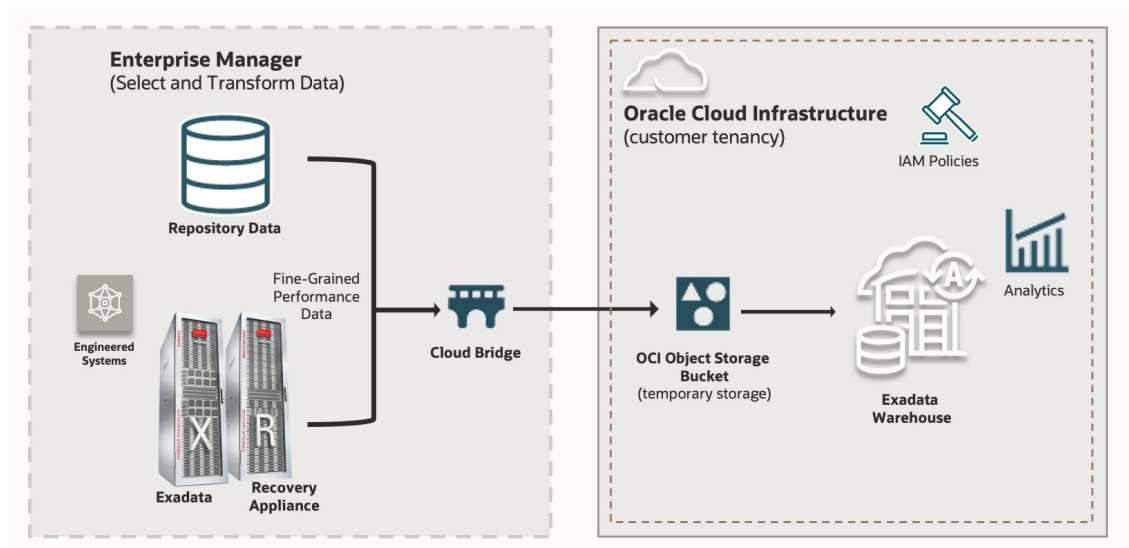 Enterprise Manager
(Select and Transform Data)
Repository Data
Fine-Grained
Performance
Data
Engineered
Systems
X
R
Exadata
Recovery
Appliance
Cloud Bridge
Oracle Cloud Infrastructure
(customer tenancy)
IAM Policies
Analytics
A
OCI Object Storage
Bucket
(temporary storage)
Exadata
Warehouse